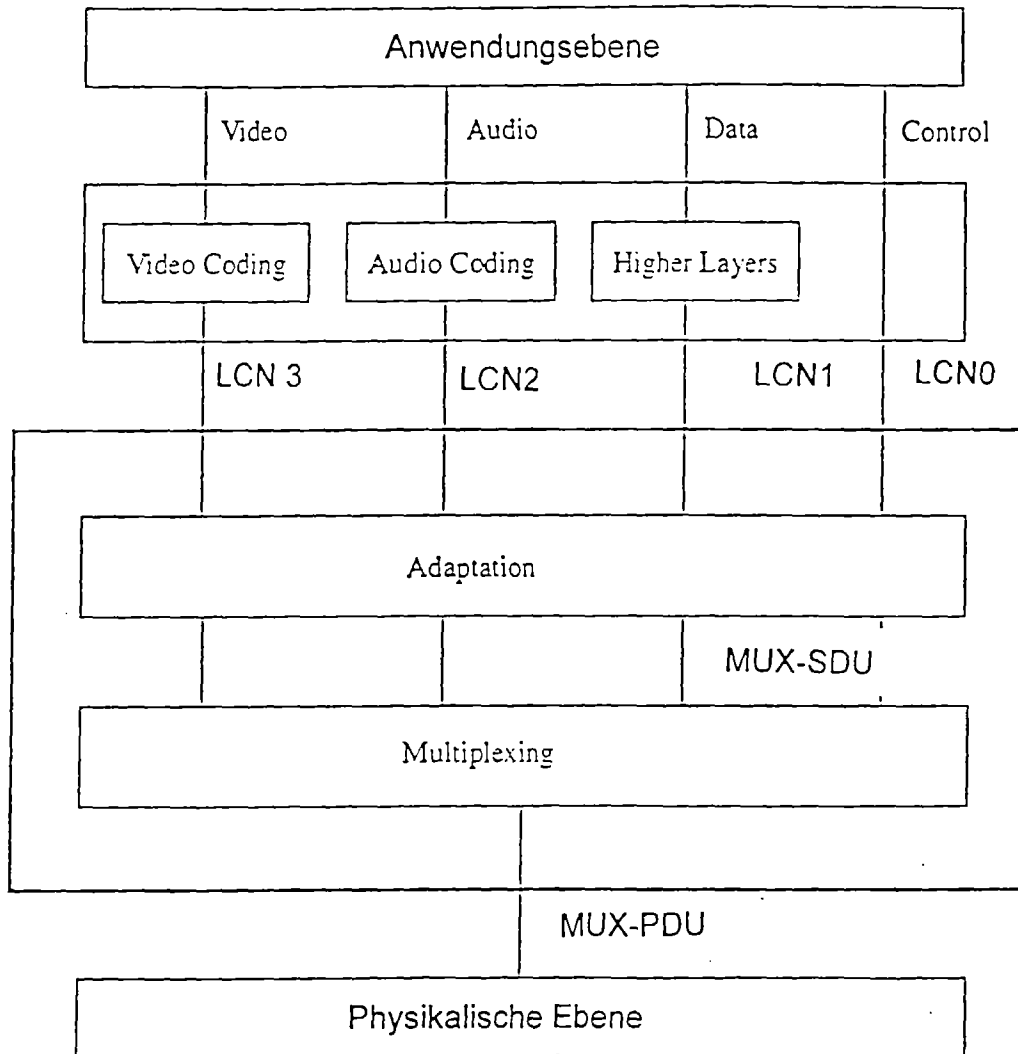 Anwendungsebene
Video Audio Data Control
Video Coding Audio Coding Higher Layers
LCN 3 LCN2 LCN1 LCN0
Adaptation
MUX-SDU
Multiplexing
MUX-PDU
Physikalische Ebene